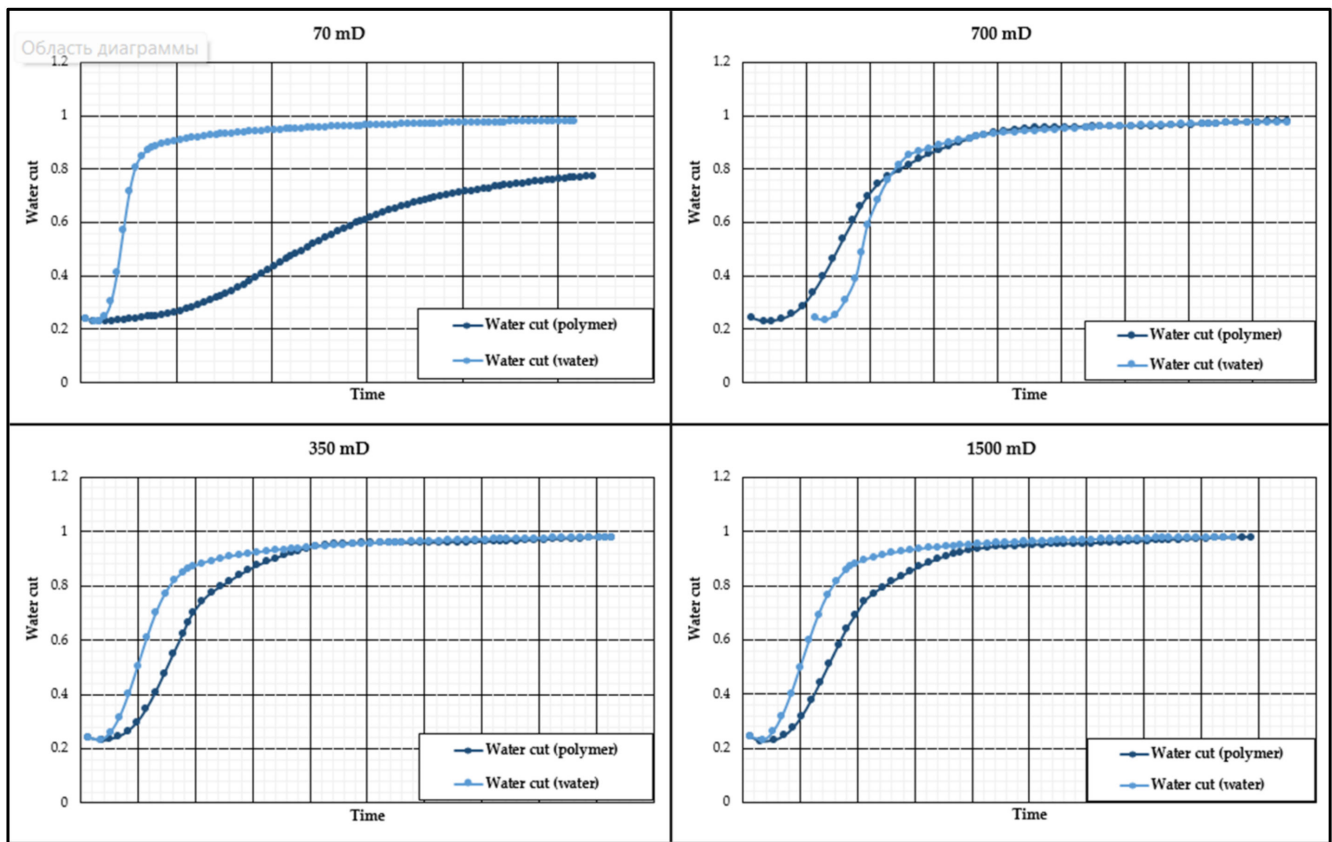 70 mD
Область диаграммы
1.2
1
0.8
0.6
0.4
0.2
0
Water cut
Time
Water cut (polymer)
Water cut (water)
700 mD
1.2
1
0.8
0.6
0.4
0.2
0
Water cut
Time
Water cut (polymer)
Water cut (water)
350 mD
1.2
1
0.8
0.6
0.4
0.2
0
Water cut
Time
Water cut (polymer)
Water cut (water)
1500 mD
1.2
1
0.8
0.6
0.4
0.2
0
Water cut
Time
Water cut (polymer)
Water cut (water)